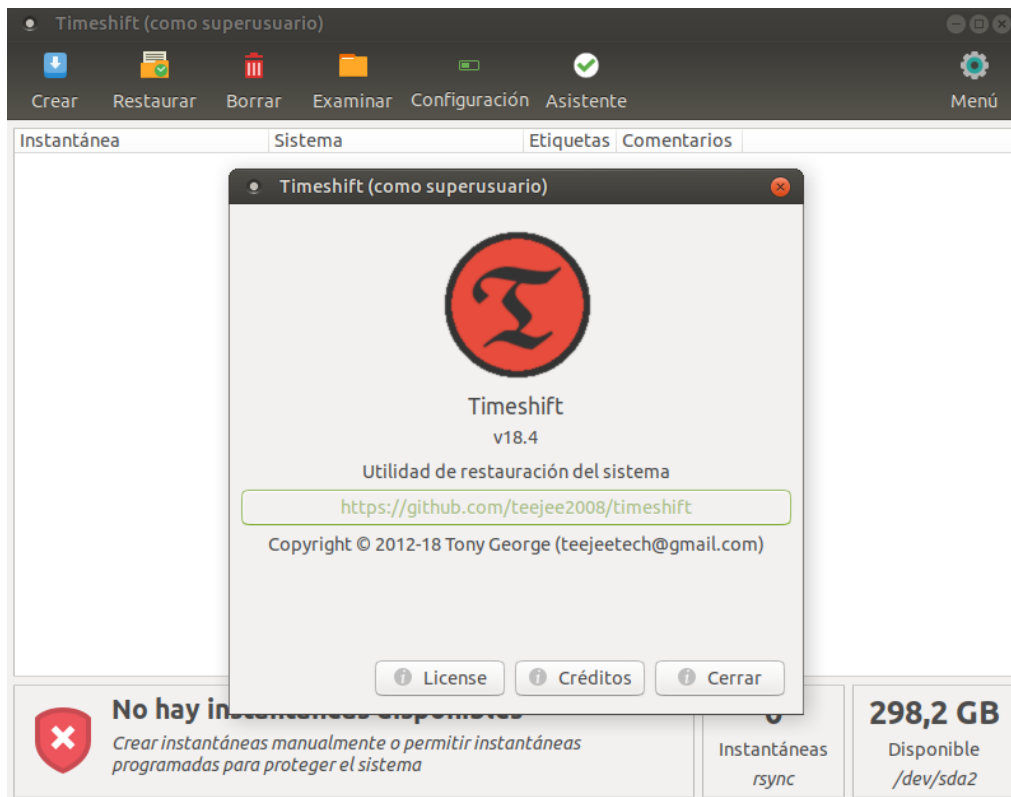 Timeshift (como superusuario)
Crear Restaurar Borrar Examinar Configuración Asistente Menú
Instantánea Sistema Etiquetas Comentarios
Timeshift (como superusuario)
Timeshift
v18.4
Utilidad de restauración del sistema
https://github.com/teejee2008/timeshift
Copyright © 2012-18 Tony George (teejeetech@gmail.com)
License Créditos Cerrar
No hay instantáneas disponibles
Crear instantáneas manualmente o permitir instantáneas
programadas para proteger el sistema
0
Instantáneas
rsync
298,2 GB
Disponible
/dev/sda2